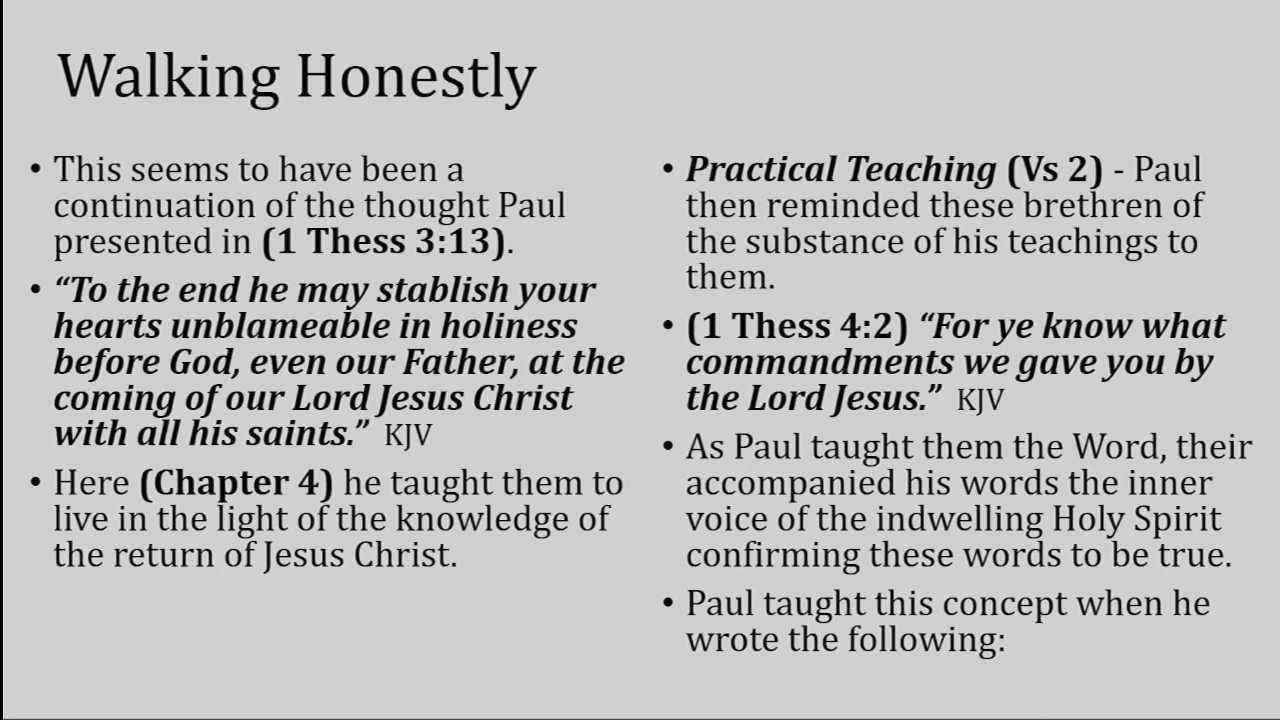 Walking Honestly
• This seems to have been a
continuation of the thought Paul
presented in (1 Thess 3:13).
• “To the end he may stablish your
hearts unblameable in holiness
before God, even our Father, at the
coming of our Lord Jesus Christ
with all his saints.” KJV
• Here (Chapter 4) he taught them to
live in the light of the knowledge of
the return of Jesus Christ.
• Practical Teaching (Vs 2) - Paul
then reminded these brethren of
the substance of his teachings to
them.
• (1 Thess 4:2) “For ye know what
commandments we gave you by
the Lord Jesus.” KJV
• As Paul taught them the Word, their
accompanied his words the inner
voice of the indwelling Holy Spirit
confirming these words to be true.
• Paul taught this concept when he
wrote the following: